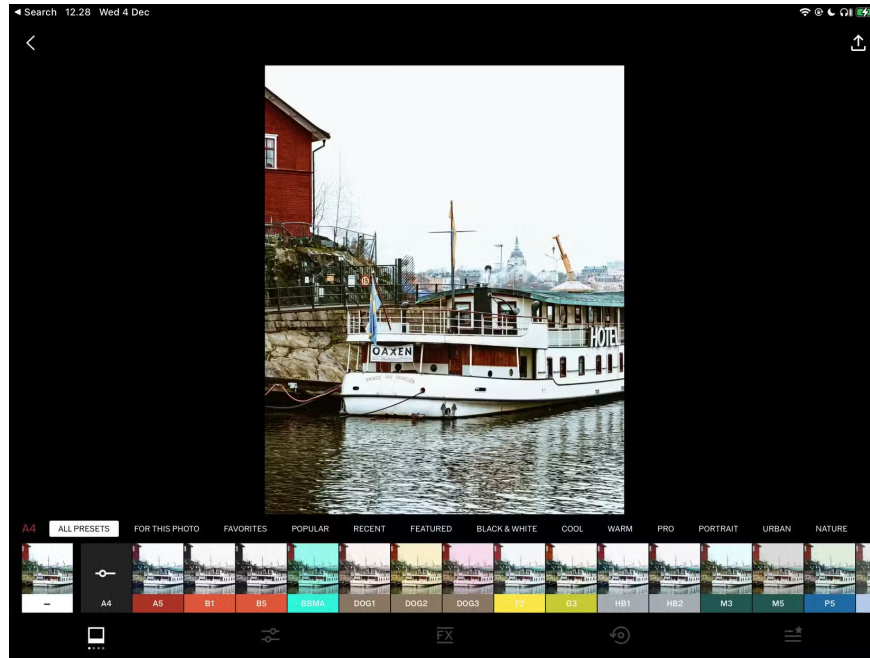 Search 12.28 Wed 4 Dec
OAXEN
HOTEL
A4 ALL PRESETS FOR THIS PHOTO FAVORITES POPULAR RECENT FEATURED BLACK & WHITE COOL WARM PRO PORTRAIT URBAN NATURE
– A4 A5 B1 B5 BBMA DOG1 DOG2 DOG3 F2 G3 HB1 HB2 M3 M5 P5
FX